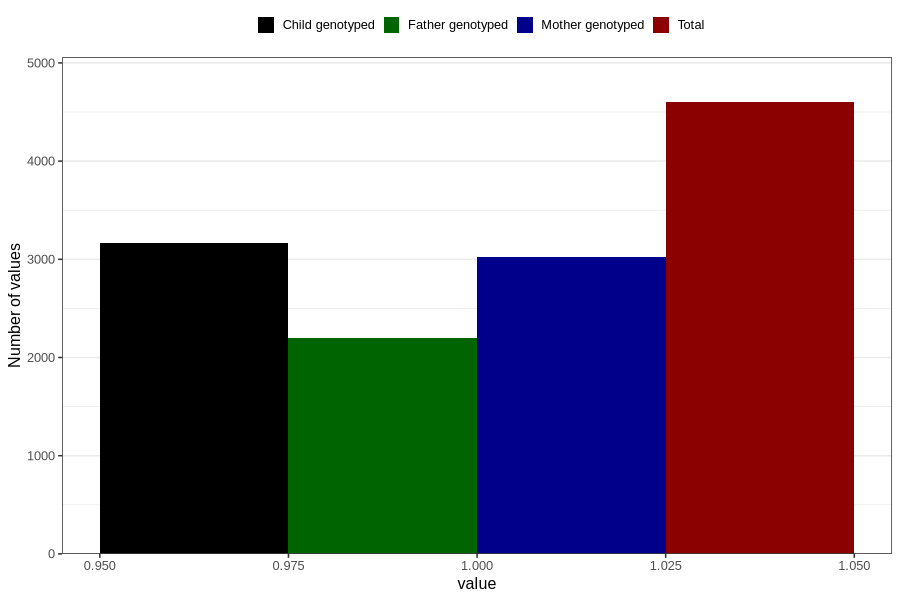 Child genotyped Father genotyped Mother genotyped Total
5000
4000
3000
2000
1000
0
Number of values
0.950 0.975 1.000 1.025 1.050
value